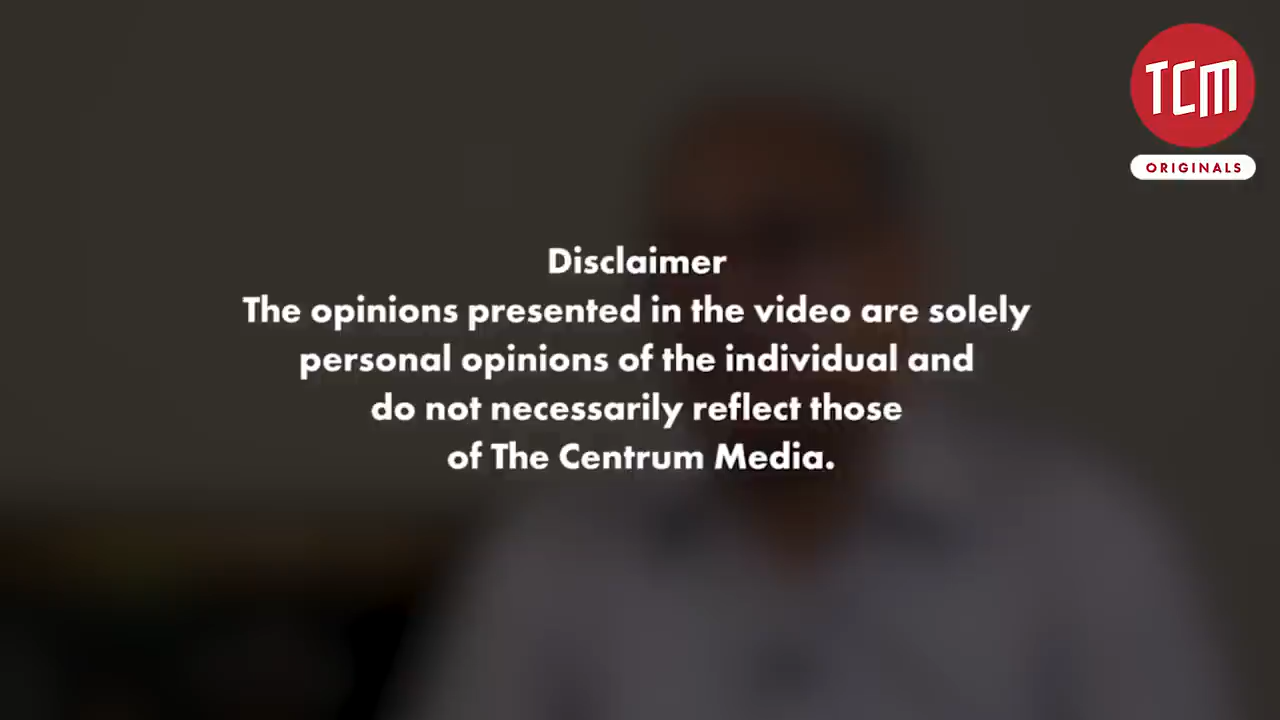 TCM
ORIGINALS
Disclaimer
The opinions presented in the video are solely
personal opinions of the individual and
do not necessarily reflect those
of The Centrum Media.